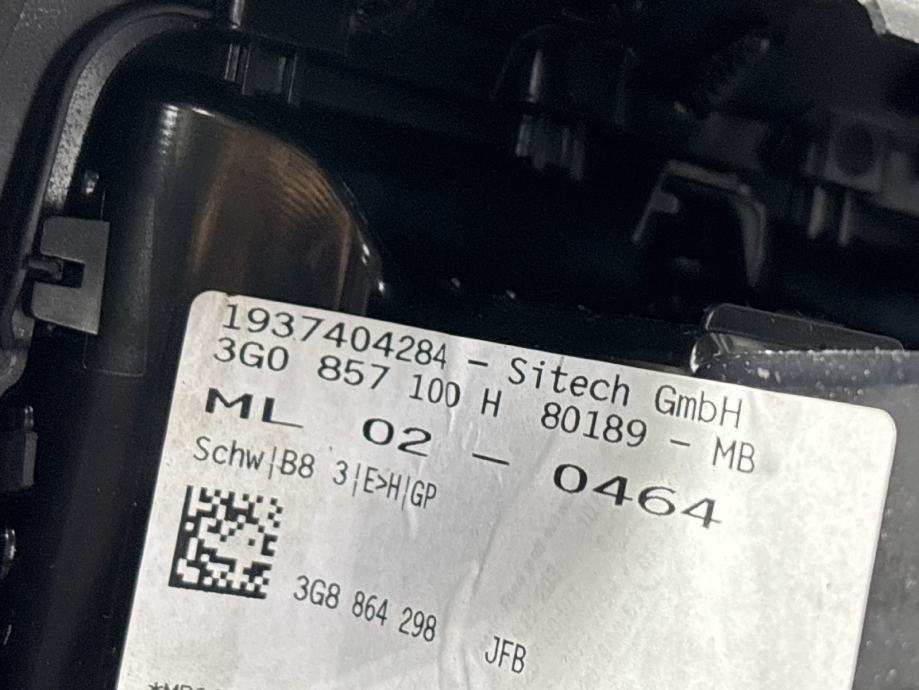 1937404284 - Sitech GmbH
3G0 857 100 H 80189 - MB
ML 02 - 0464
Schw|B8 3|E>H|GP
3G8 864 298 JFB